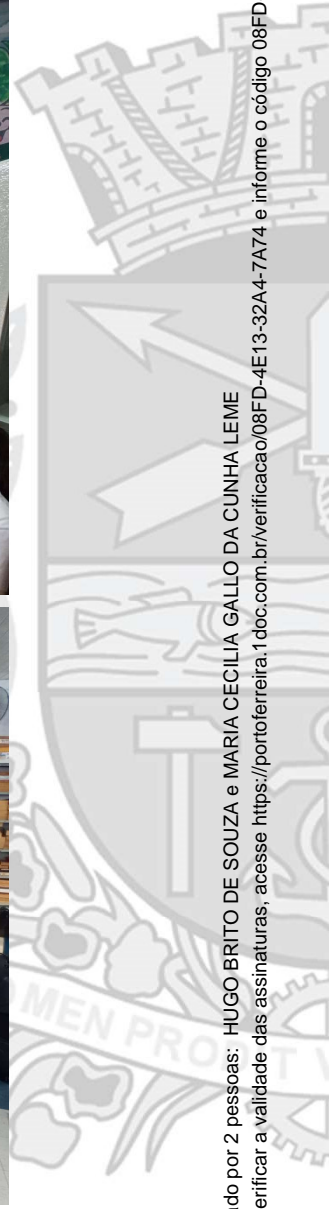 do por 2 pessoas: HUGO BRITO DE SOUZA e MARIA CECILIA GALLO DA CUNHA LEME
erificar a validade das assinaturas, acesse https://portoferreira.1doc.com.br/verificacao/08FD-4E13-32A4-7A74 e informe o código 08FD
MEN PRODIT V